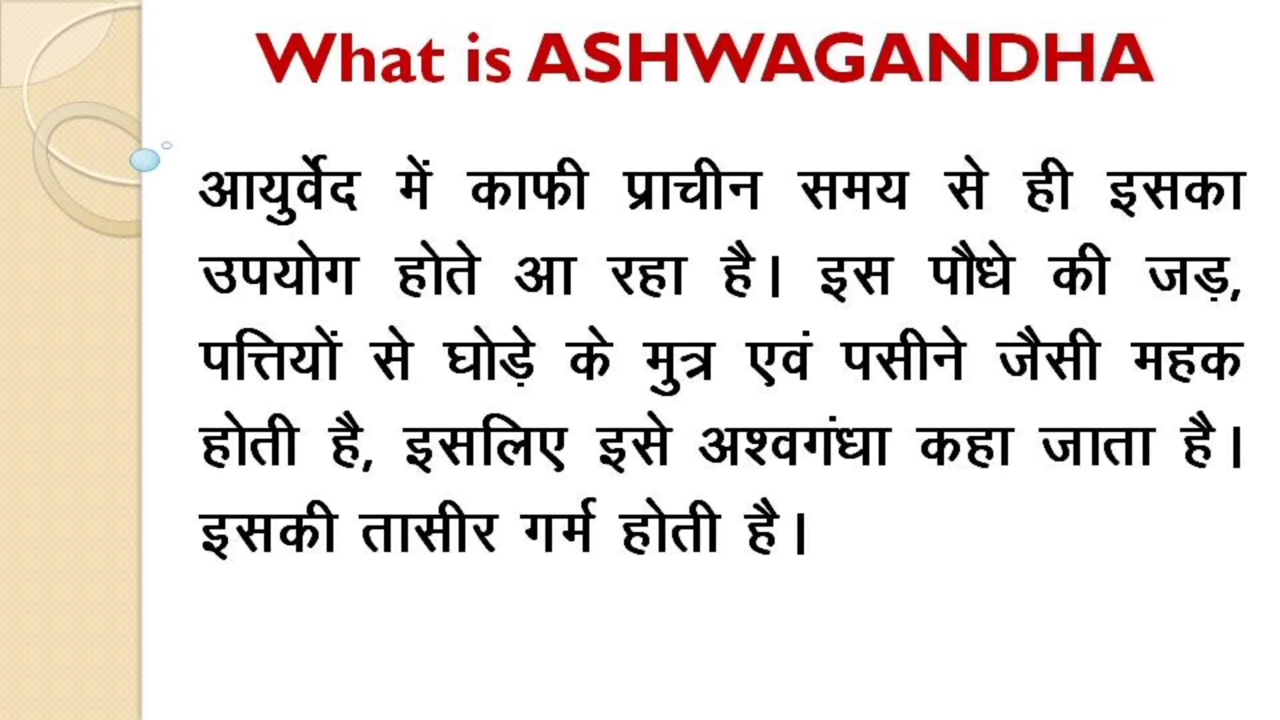 What is ASHWAGANDHA
आयुर्वेद में काफी प्राचीन समय से ही इसका
उपयोग होते आ रहा है। इस पौधे की जड़,
पत्तियों से घोड़े के मुत्र एवं पसीने जैसी महक
होती है, इसलिए इसे अश्वगंधा कहा जाता है।
इसकी तासीर गर्म होती है।